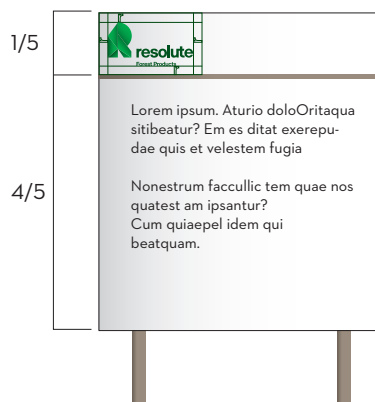 1/5
resolute
Forest Products
4/5
Lorem ipsum. Aturio doloOritaqua
sitibeatur? Em es ditat exerepu-
dae quis et velestem fugia
Nonestrum faccullic tem quae nos
quatest am ipsantur?
Cum quiaepel idem qui
beatquam.